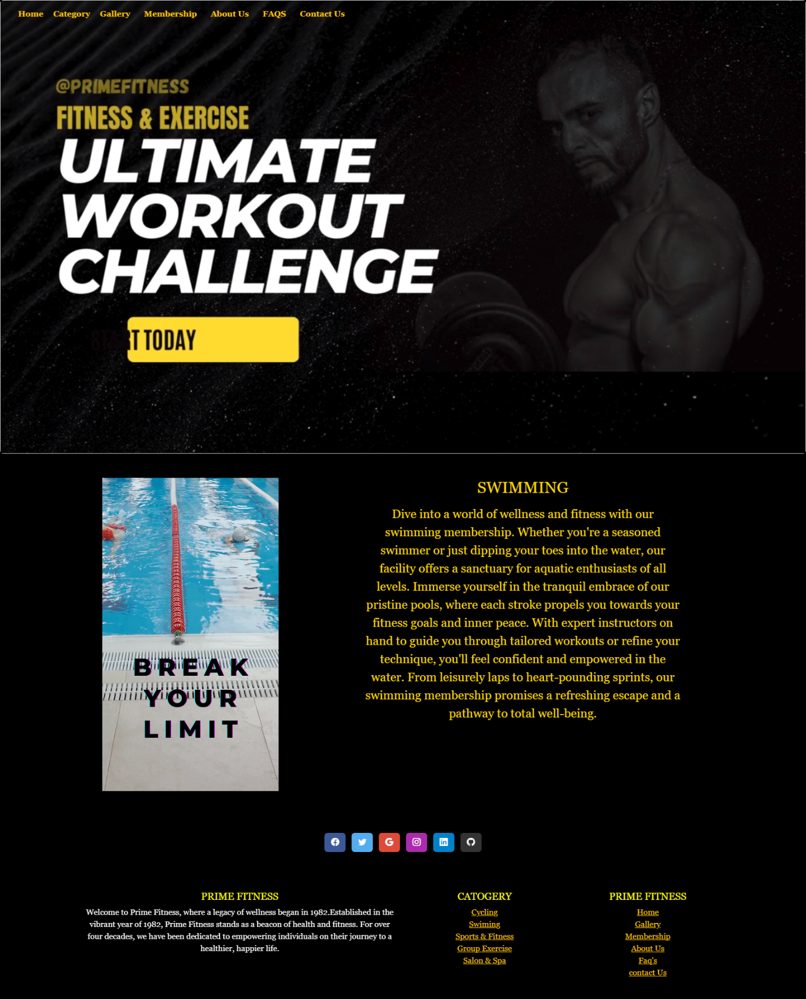 Home Category Gallery Membership About Us FAQS Contact Us
@PRIMEFITNESS
FITNESS & EXERCISE
ULTIMATE
WORKOUT
CHALLENGE
START TODAY
BREAK
YOUR
LIMIT
SWIMMING
Dive into a world of wellness and fitness with our
swimming membership. Whether you're a seasoned
swimmer or just dipping your toes into the water, our
facility offers a sanctuary for aquatic enthusiasts of all
levels. Immerse yourself in the tranquil embrace of our
pristine pools, where each stroke propels you towards your
fitness goals and inner peace. With expert instructors on
hand to guide you through tailored workouts or refine your
technique, you'll feel confident and empowered in the
water. From leisurely laps to heart-pounding sprints, our
swimming membership promises a refreshing escape and a
pathway to total well-being.
PRIME FITNESS
Welcome to Prime Fitness, where a legacy of wellness began in 1982.Established in the
vibrant year of 1982, Prime Fitness stands as a beacon of health and fitness. For over
four decades, we have been dedicated to empowering individuals on their journey to a
healthier, happier life.
CATOGERY
Cycling
Swiming
Sports & Fitness
Group Exercise
Salon & Spa
PRIME FITNESS
Home
Gallery
Membership
About Us
Faq's
contact Us